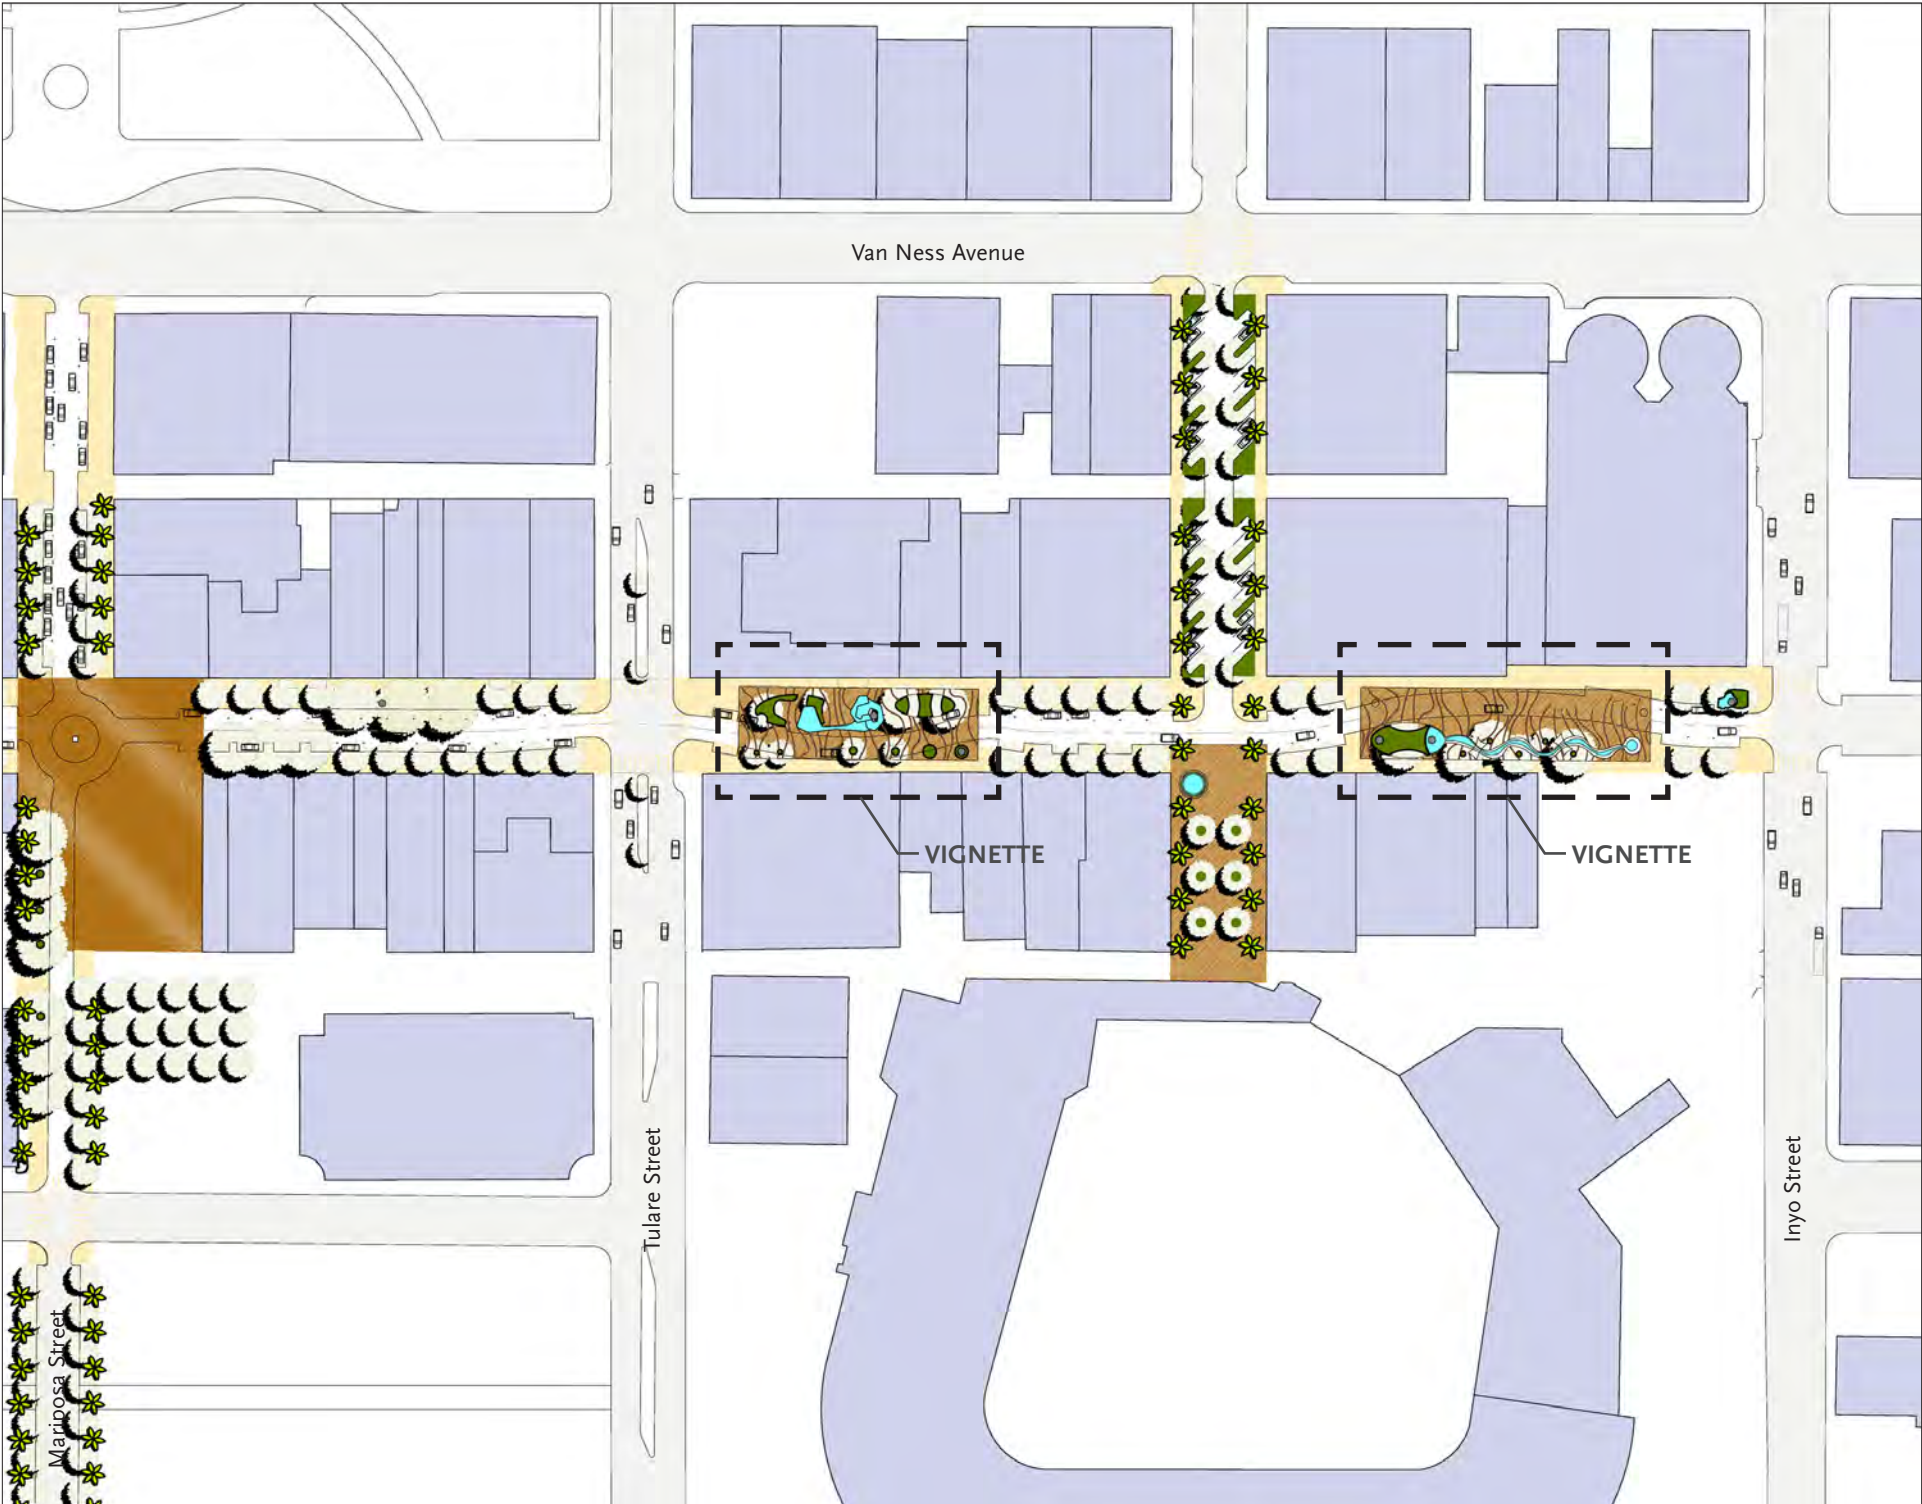 Van Ness Avenue
VIGNETTE
VIGNETTE
Tulare Street
Inyo Street
Mariposa Street